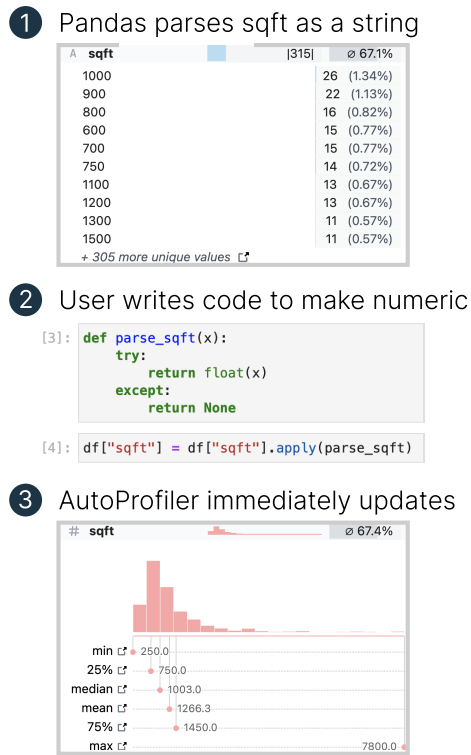 1 Pandas parses sqft as a string
A sqft |315| ∅ 67.1%
1000 26 (1.34%)
900 22 (1.13%)
800 16 (0.82%)
600 15 (0.77%)
700 15 (0.77%)
750 14 (0.72%)
1100 13 (0.67%)
1200 13 (0.67%)
1300 11 (0.57%)
1500 11 (0.57%)
+ 305 more unique values
2 User writes code to make numeric
[3]: def parse_sqft(x):
try:
return float(x)
except:
return None
[4]: df["sqft"] = df["sqft"].apply(parse_sqft)
3 AutoProfiler immediately updates
# sqft ∅ 67.4%
min 250.0
25% 750.0
median 1003.0
mean 1266.3
75% 1450.0
max 7800.0